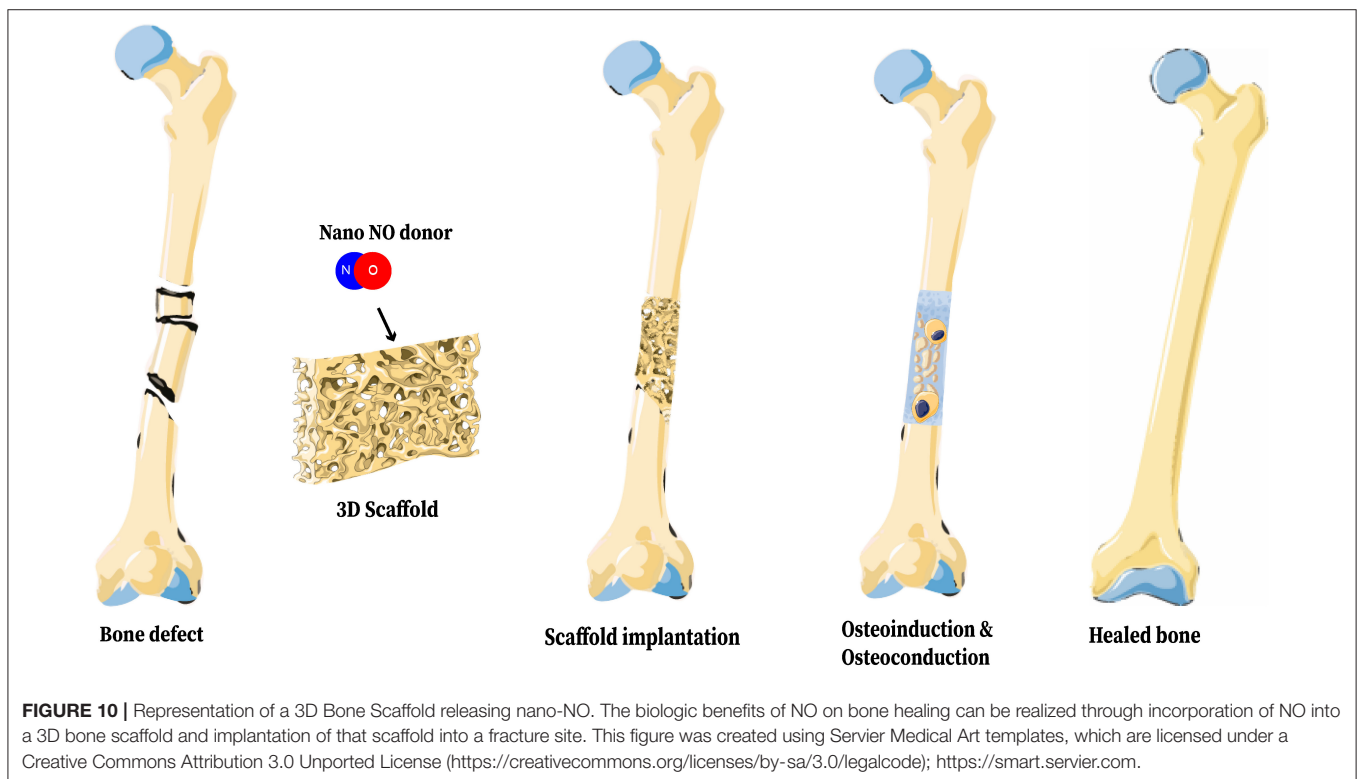 Nano NO donor
N O
3D Scaffold
Bone defect
Scaffold implantation
Osteoinduction &
Osteoconduction
Healed bone
FIGURE 10 | Representation of a 3D Bone Scaffold releasing nano-NO. The biologic benefits of NO on bone healing can be realized through incorporation of NO into
a 3D bone scaffold and implantation of that scaffold into a fracture site. This figure was created using Servier Medical Art templates, which are licensed under a
Creative Commons Attribution 3.0 Unported License (https://creativecommons.org/licenses/by-sa/3.0/legalcode); https://smart.servier.com.